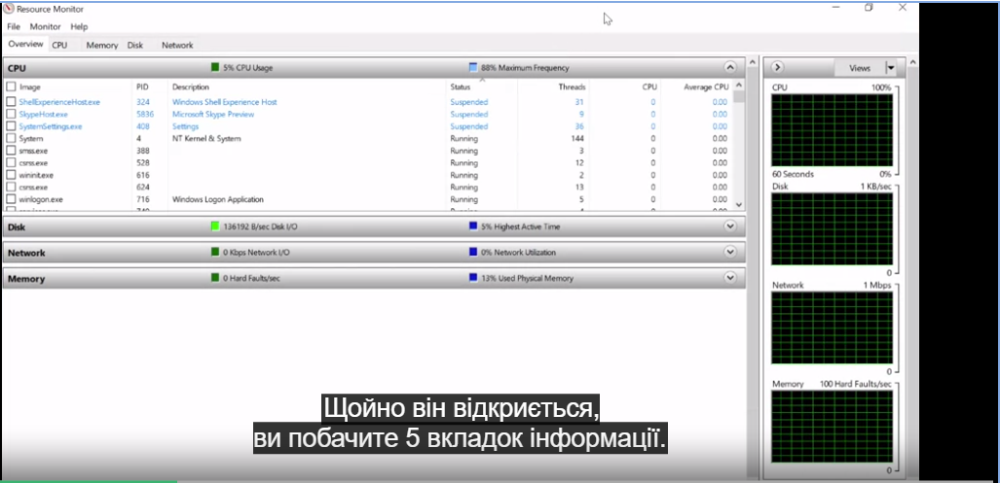 Resource Monitor
File Monitor Help
Overview CPU Memory Disk Network
CPU 5% CPU Usage 88% Maximum Frequency
Image PID Description Status Threads CPU Average CPU
ShellExperienceHost.exe 324 Windows Shell Experience Host Suspended 31 0 0.00
SkypeHost.exe 5836 Microsoft Skype Preview Suspended 9 0 0.00
SystemSettings.exe 408 Settings Suspended 36 0 0.00
System 4 NT Kernel & System Running 144 0 0.00
smss.exe 388 Running 3 0 0.00
csrss.exe 528 Running 12 0 0.00
wininit.exe 616 Running 2 0 0.00
csrss.exe 624 Running 13 0 0.00
winlogon.exe 716 Windows Logon Application Running 5 0 0.00
Disk 136192 B/sec Disk I/O 5% Highest Active Time
Network 0 Kbps Network I/O 0% Network Utilization
Memory 0 Hard Faults/sec 13% Used Physical Memory
Views
CPU 100%
60 Seconds 0%
Disk 1 KB/sec
0
Network 1 Mbps
0
Memory 100 Hard Faults/sec
0
Щойно він відкриється,
ви побачите 5 вкладок інформації.